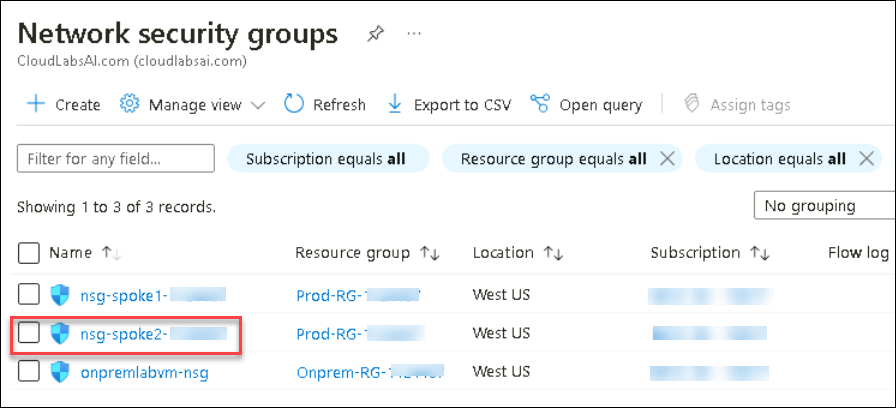 Network security groups ...
CloudLabsAI.com (cloudlabsai.com)
Create Manage view Refresh Export to CSV Open query Assign tags
Filter for any field... Subscription equals all Resource group equals all Location equals all
Showing 1 to 3 of 3 records.
No grouping
Name Resource group Location Subscription Flow log
nsg-spoke1- Prod-RG- West US
nsg-spoke2- Prod-RG- West US
onpremlabvm-nsg Onprem-RG- West US